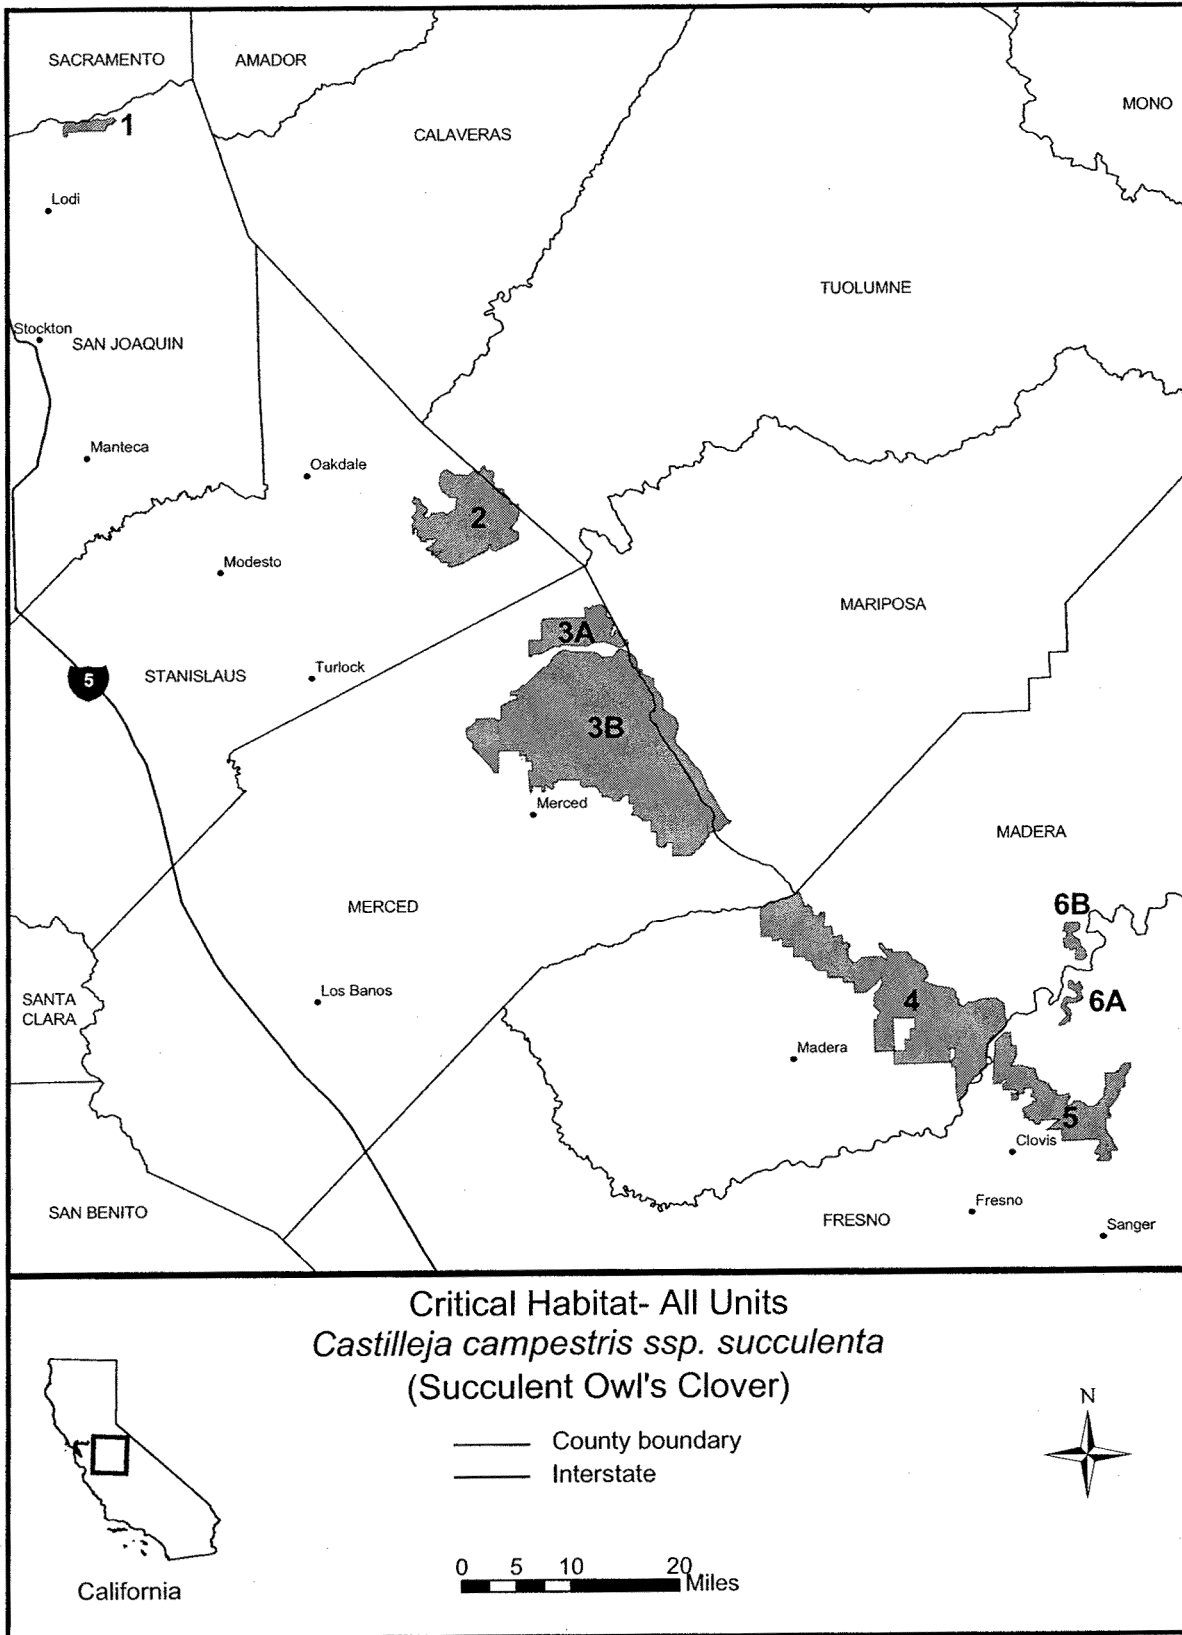 SACRAMENTO
AMADOR
MONO
1
CALAVERAS
Lodi
TUOLUMNE
Stockton
SAN JOAQUIN
Manteca
Oakdale
2
Modesto
MARIPOSA
3A
Turlock
STANISLAUS
5
3B
Merced
MADERA
MERCED
6B
Los Banos
SANTA
CLARA
4
6A
Madera
5
Clovis
SAN BENITO
Fresno
FRESNO
Sanger
Critical Habitat- All Units
Castilleja campestris ssp. succulenta
(Succulent Owl's Clover)
N
County boundary
Interstate
0 5 10 20
Miles
California